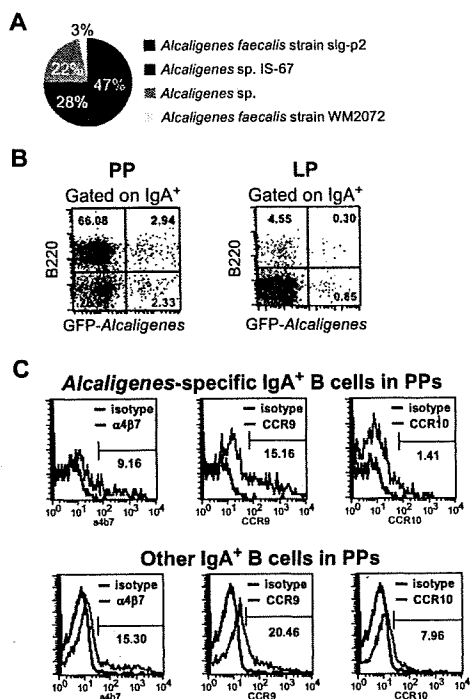 A
3%
22%
47%
28%
Alcaligenes faecalis strain sIg-p2
Alcaligenes sp. IS-67
Alcaligenes sp.
Alcaligenes faecalis strain WM2072
B
PP
LP
Gated on IgA+
Gated on IgA+
66.08
2.94
2.33
4.55
0.30
0.85
B220
B220
GFP-Alcaligenes
GFP-Alcaligenes
C
Alcaligenes-specific IgA+ B cells in PPs
isotype
α4β7
9.16
10⁰ 10¹ 10² 10³ 10⁴
a4b7
isotype
CCR9
15.16
10⁰ 10¹ 10² 10³ 10⁴
CCR9
isotype
CCR10
1.41
10⁰ 10¹ 10² 10³ 10⁴
CCR10
Other IgA+ B cells in PPs
isotype
α4β7
15.30
10⁰ 10¹ 10² 10³ 10⁴
a4b7
isotype
CCR9
20.46
10⁰ 10¹ 10² 10³ 10⁴
CCR9
isotype
CCR10
7.96
10⁰ 10¹ 10² 10³ 10⁴
CCR10